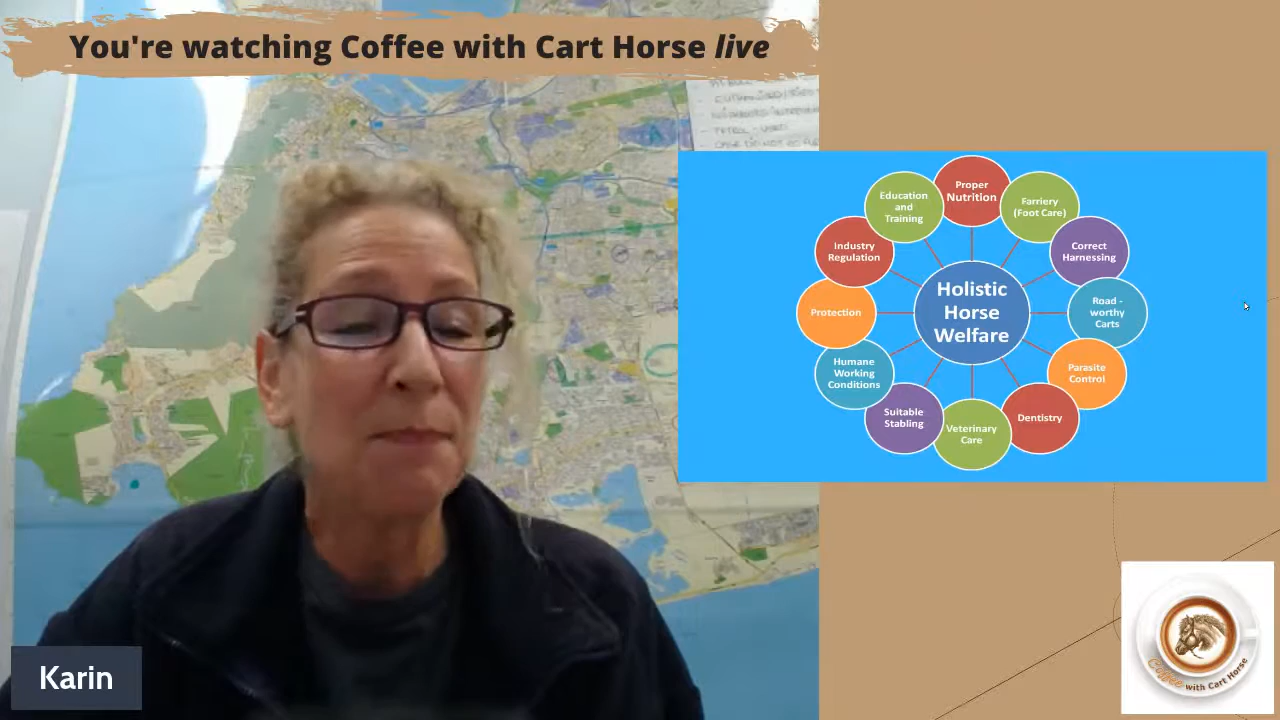 You're watching Coffee with Cart Horse live
Proper
Nutrition
Farriery
(Foot Care)
Correct
Harnessing
Road -
worthy
Carts
Parasite
Control
Dentistry
Veterinary
Care
Suitable
Stabling
Humane
Working
Conditions
Protection
Industry
Regulation
Education
and
Training
Holistic
Horse
Welfare
Karin
Coffee with Cart Horse